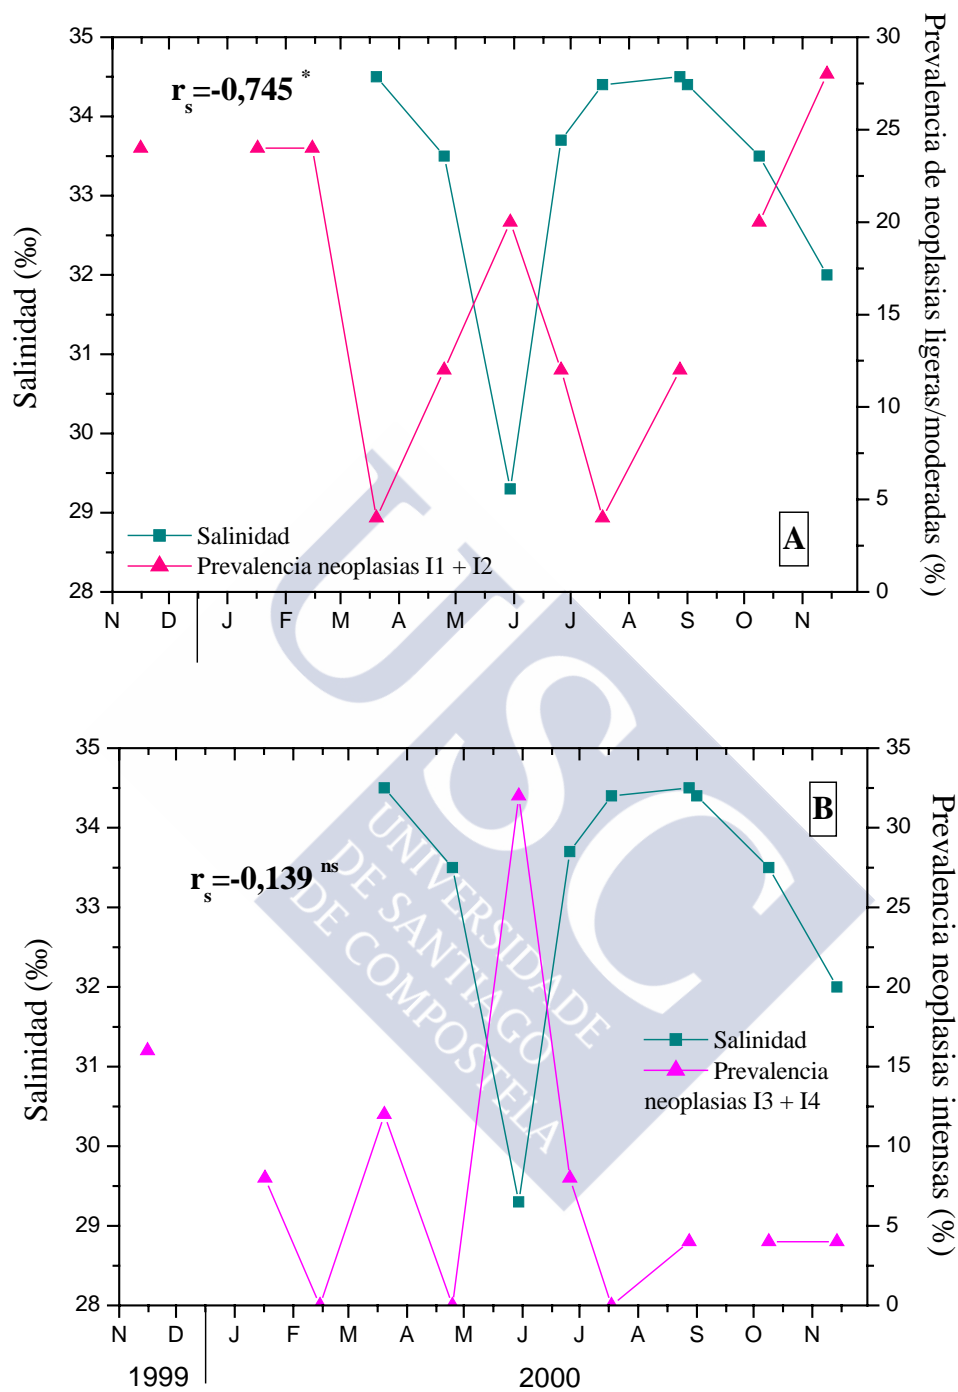 35
30
r_s=-0,745 *
34
25
33
20
32
15
31
10
30
5
29
Salinidad
Prevalencia neoplasias I1 + I2
A
28
0
N D J F M A M J J A S O N
Salinidad (‰)
Prevalencia de neoplasias ligeras/moderadas (%)
35
35
B
34
30
r_s=-0,139 ns
33
25
32
20
Salinidad
31
15
Prevalencia
neoplasias I3 + I4
30
10
29
5
28
0
N D J F M A M J J A S O N
1999
2000
Salinidad (‰)
Prevalencia neoplasias intensas (%)
USC
UNIVERSIDADE
DE SANTIAGO
DE COMPOSTELA